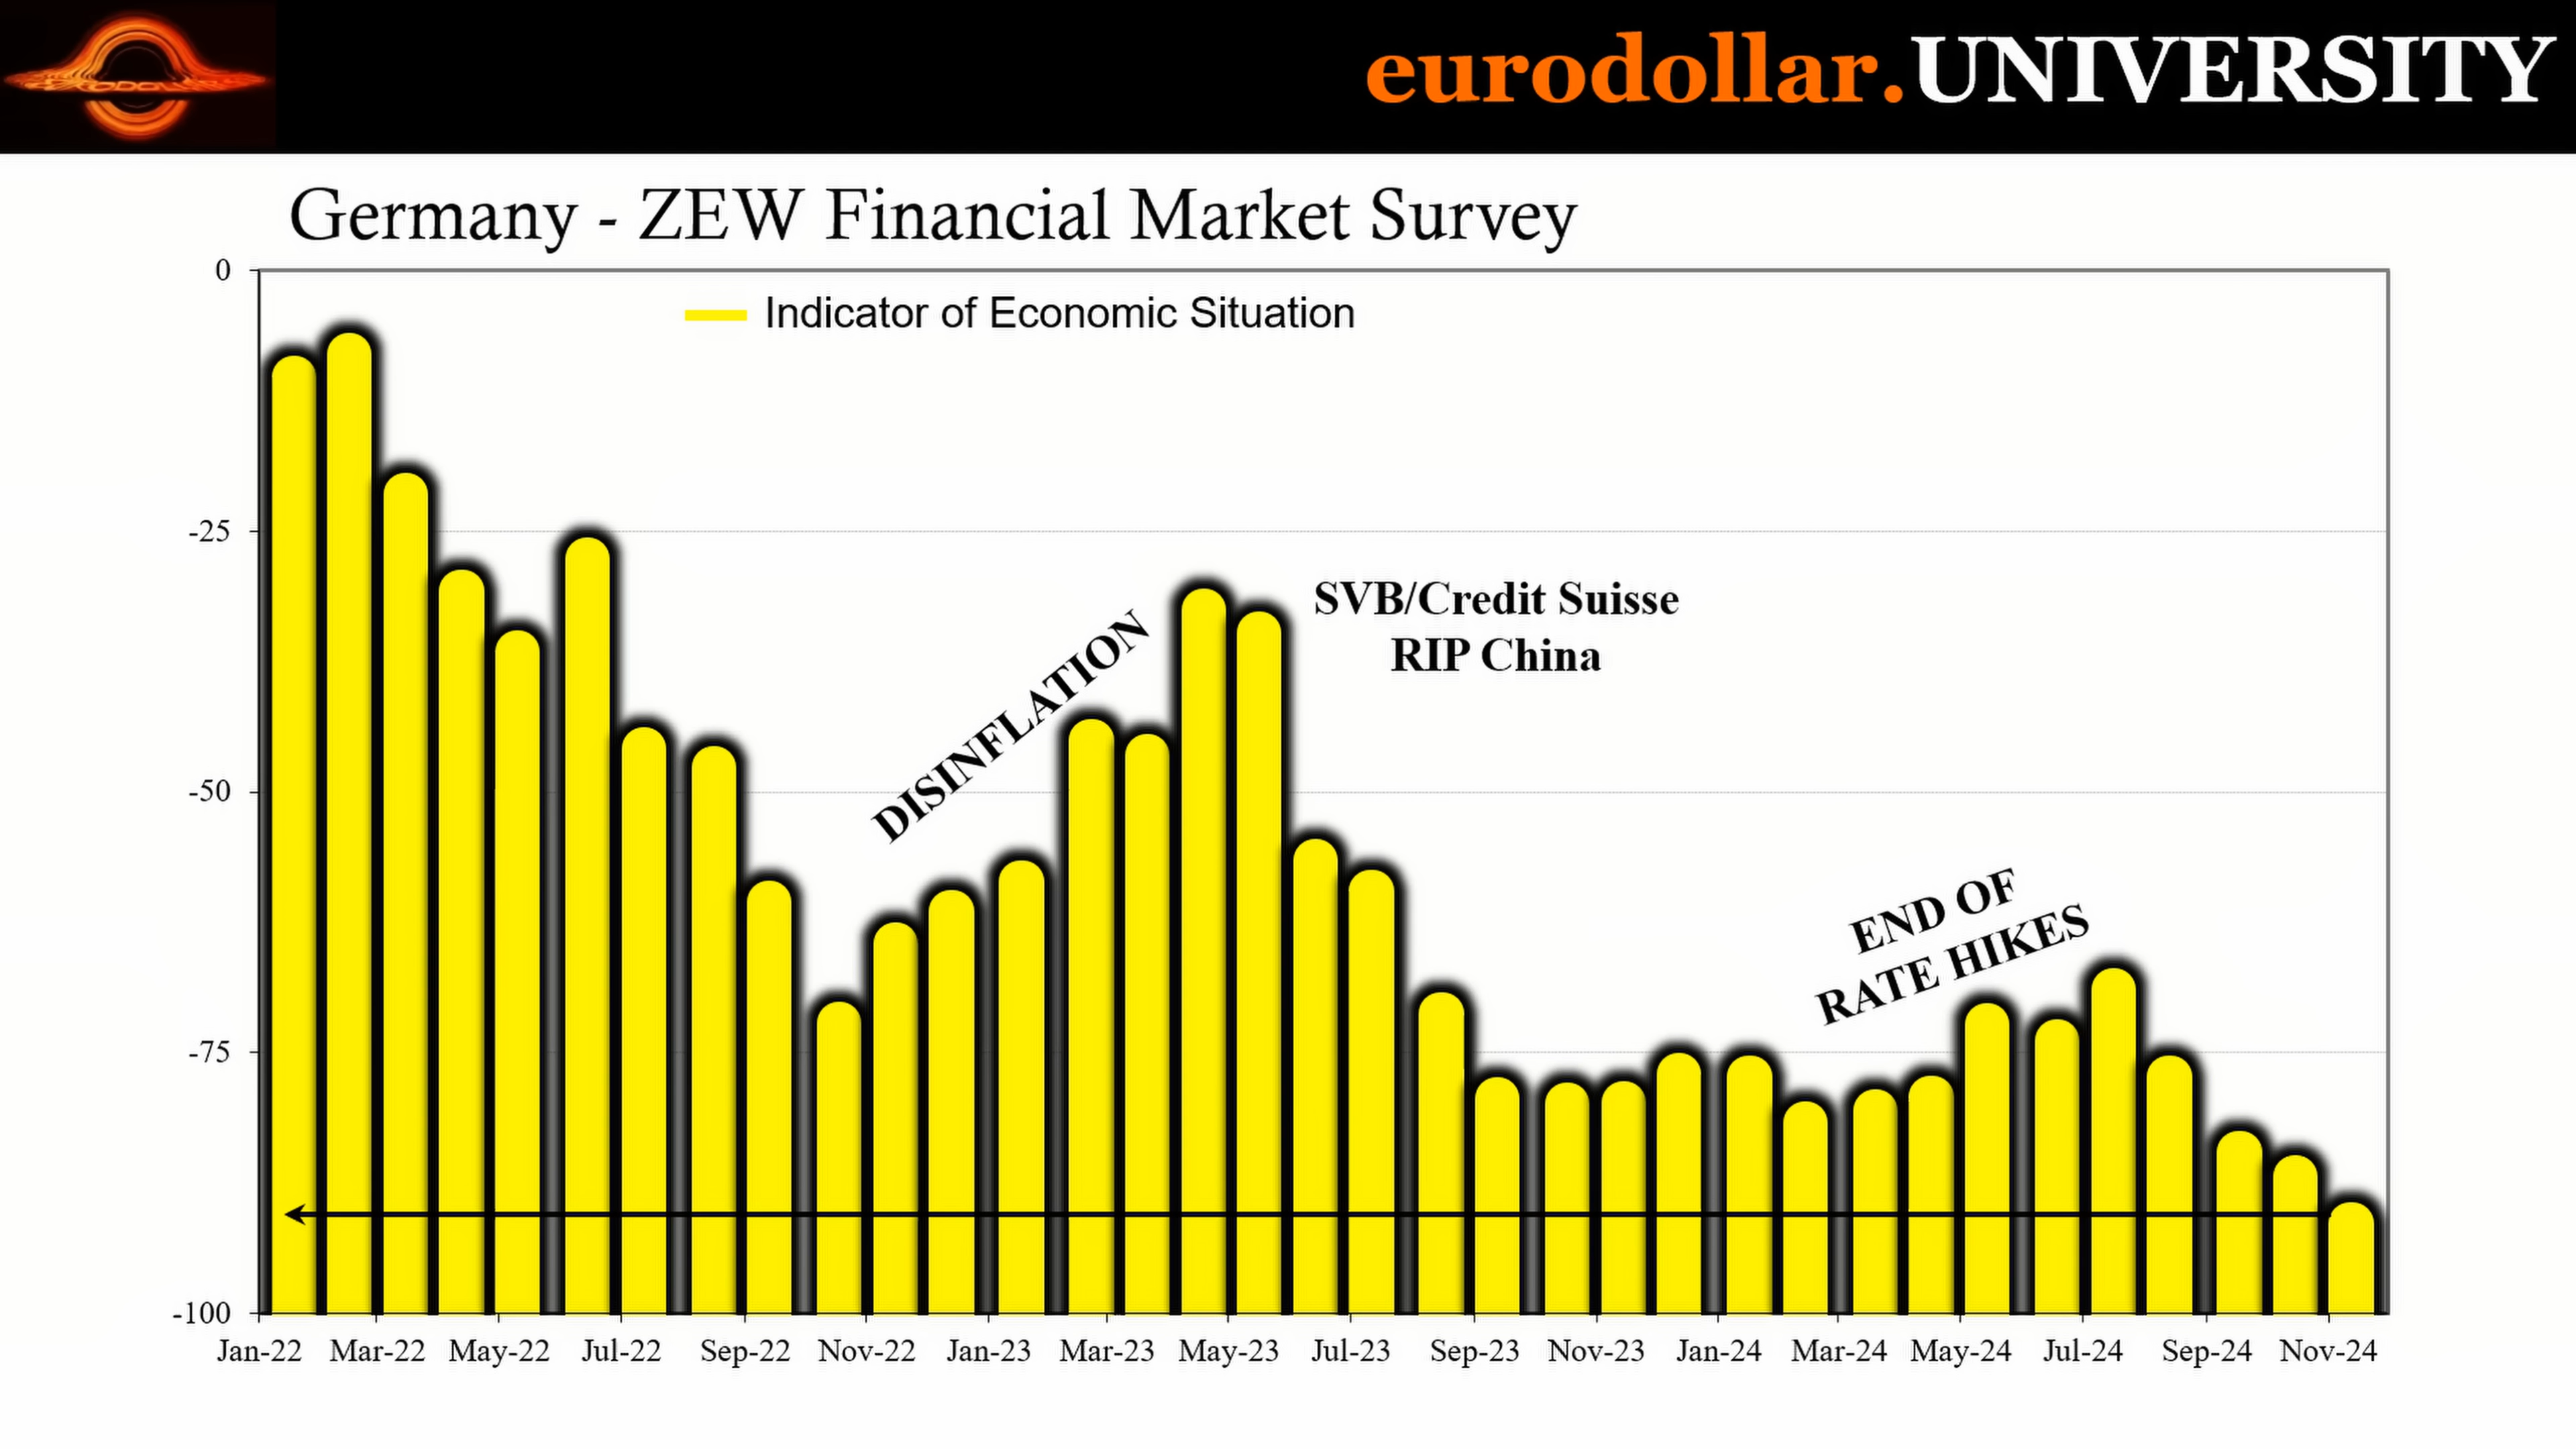 eurodollar.UNIVERSITY
Germany - ZEW Financial Market Survey
Indicator of Economic Situation
0
-25
-50
-75
-100
DISINFLATION
SVB/Credit Suisse
RIP China
END OF
RATE HIKES
Jan-22 Mar-22 May-22 Jul-22 Sep-22 Nov-22 Jan-23 Mar-23 May-23 Jul-23 Sep-23 Nov-23 Jan-24 Mar-24 May-24 Jul-24 Sep-24 Nov-24